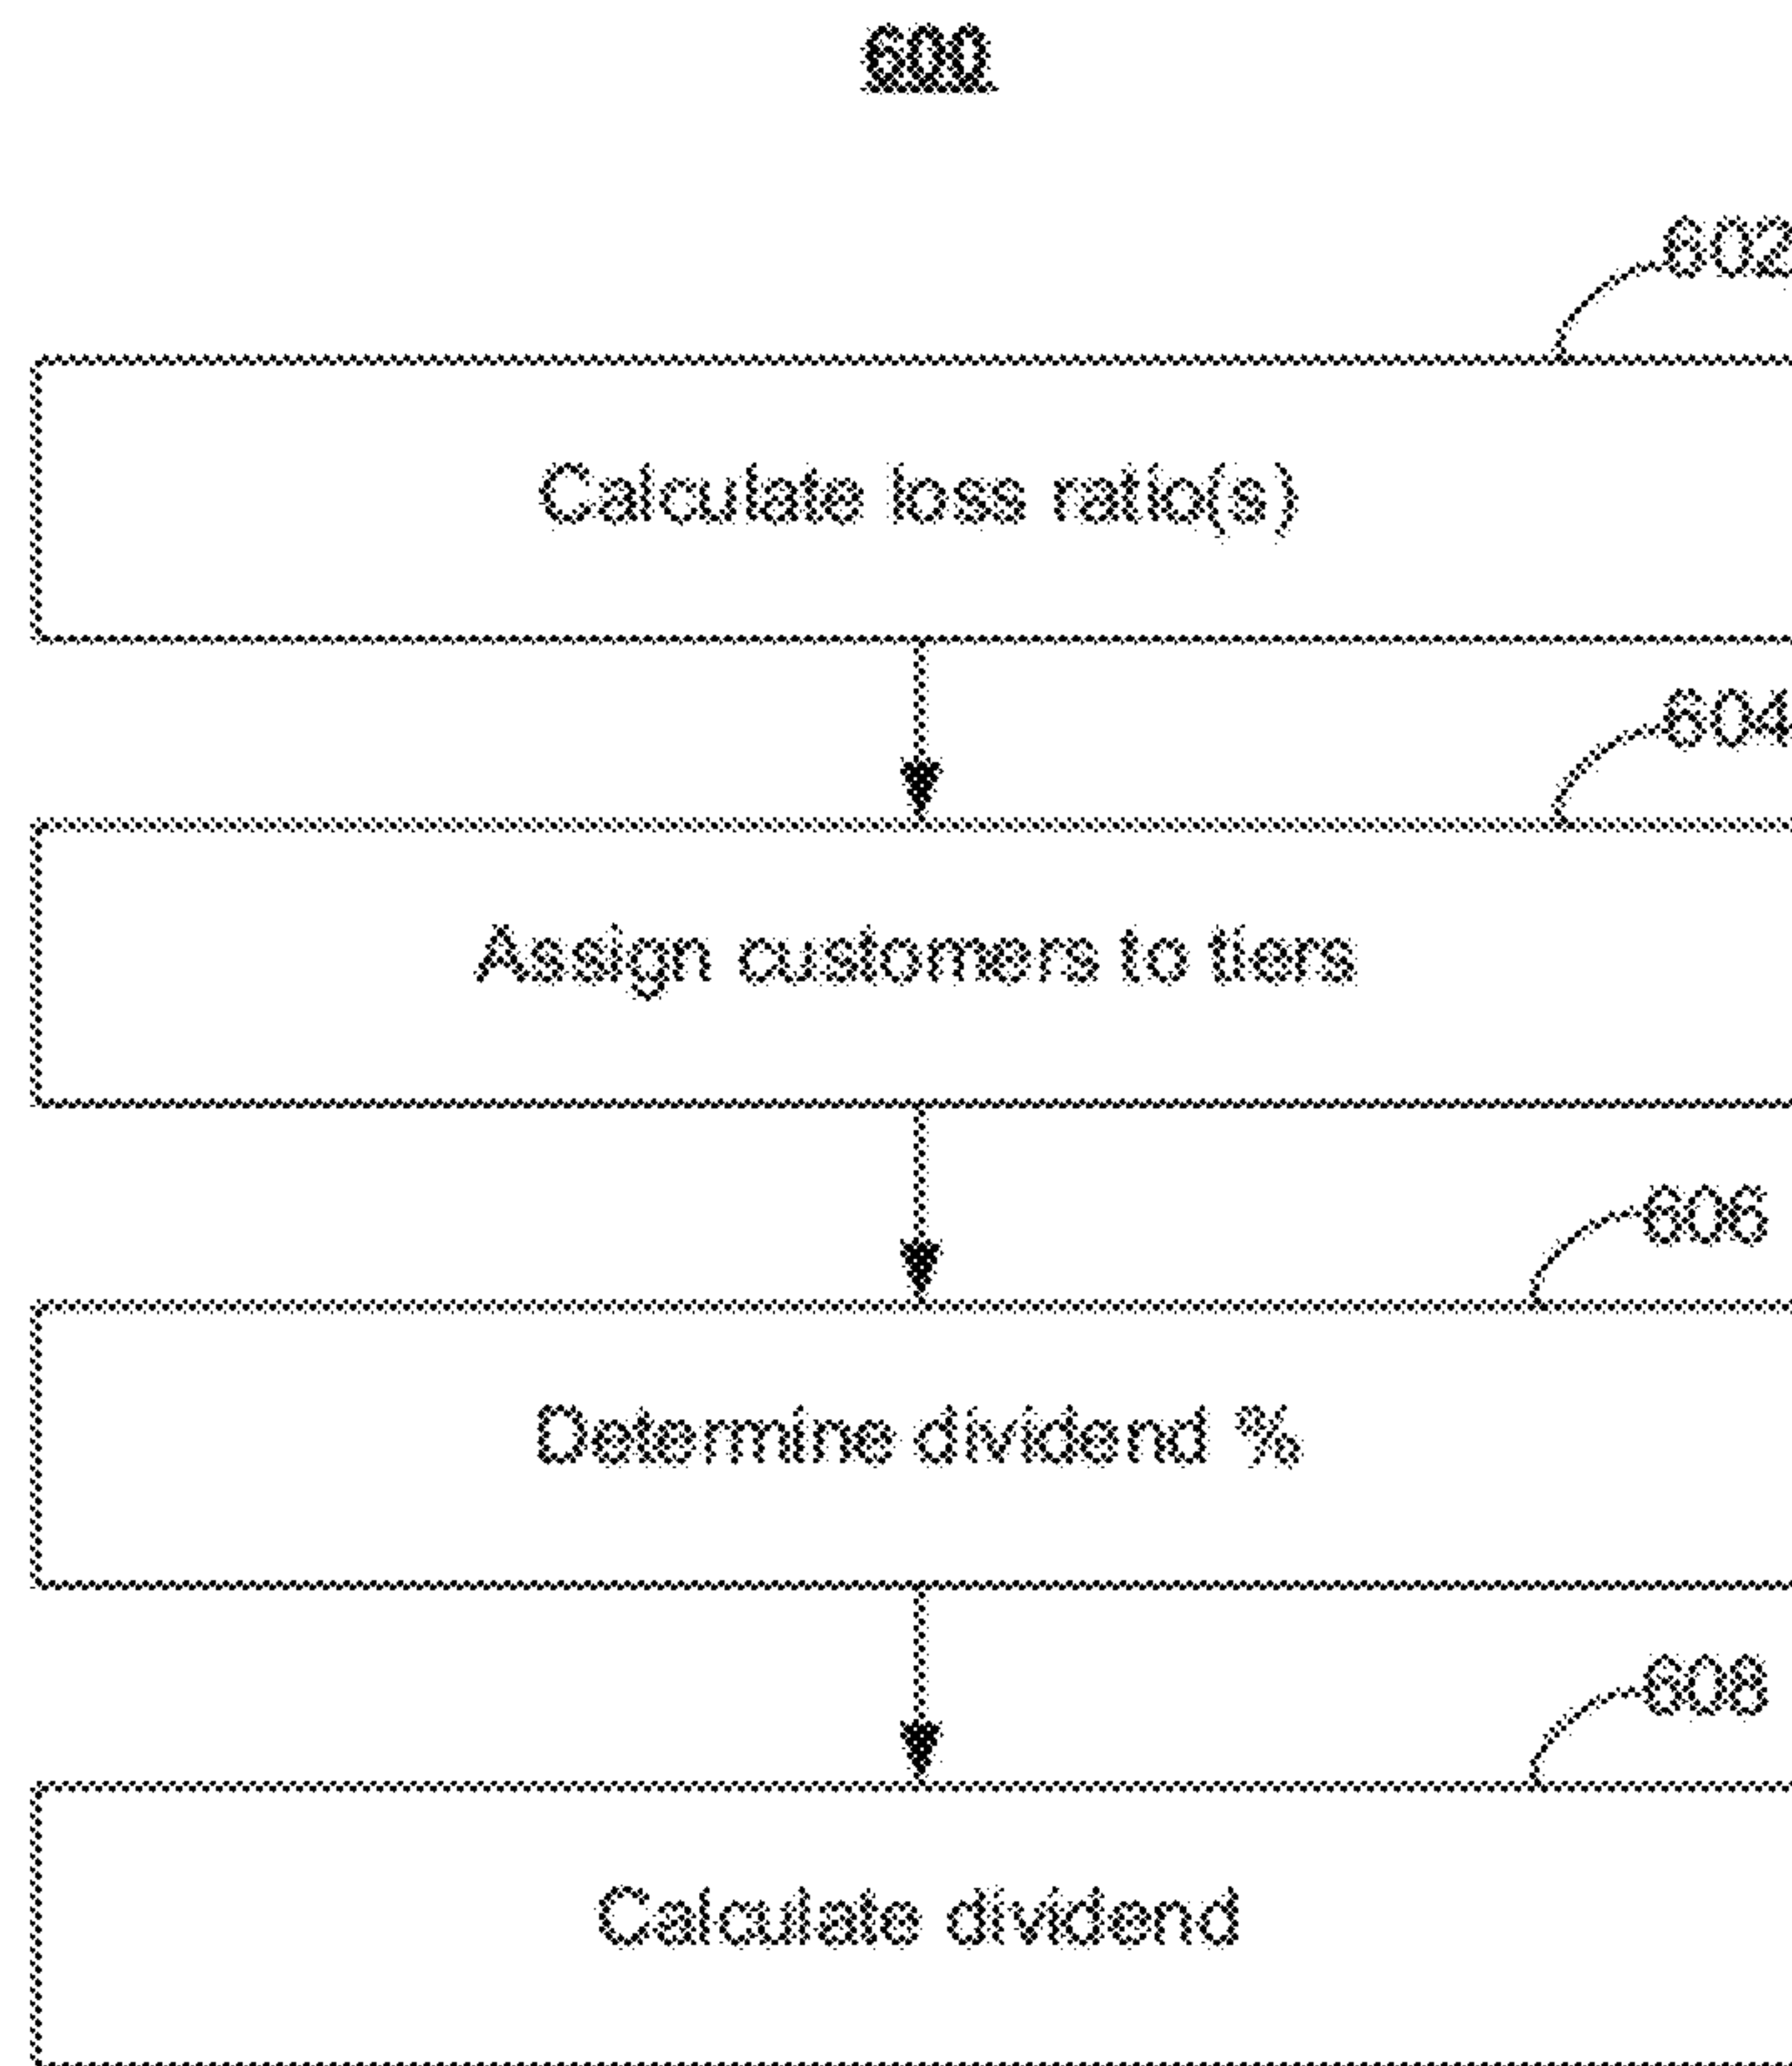 600
602
Calculate loss ratio(s)
604
Assign customers to tiers
606
Determine dividend %
608
Calculate dividend